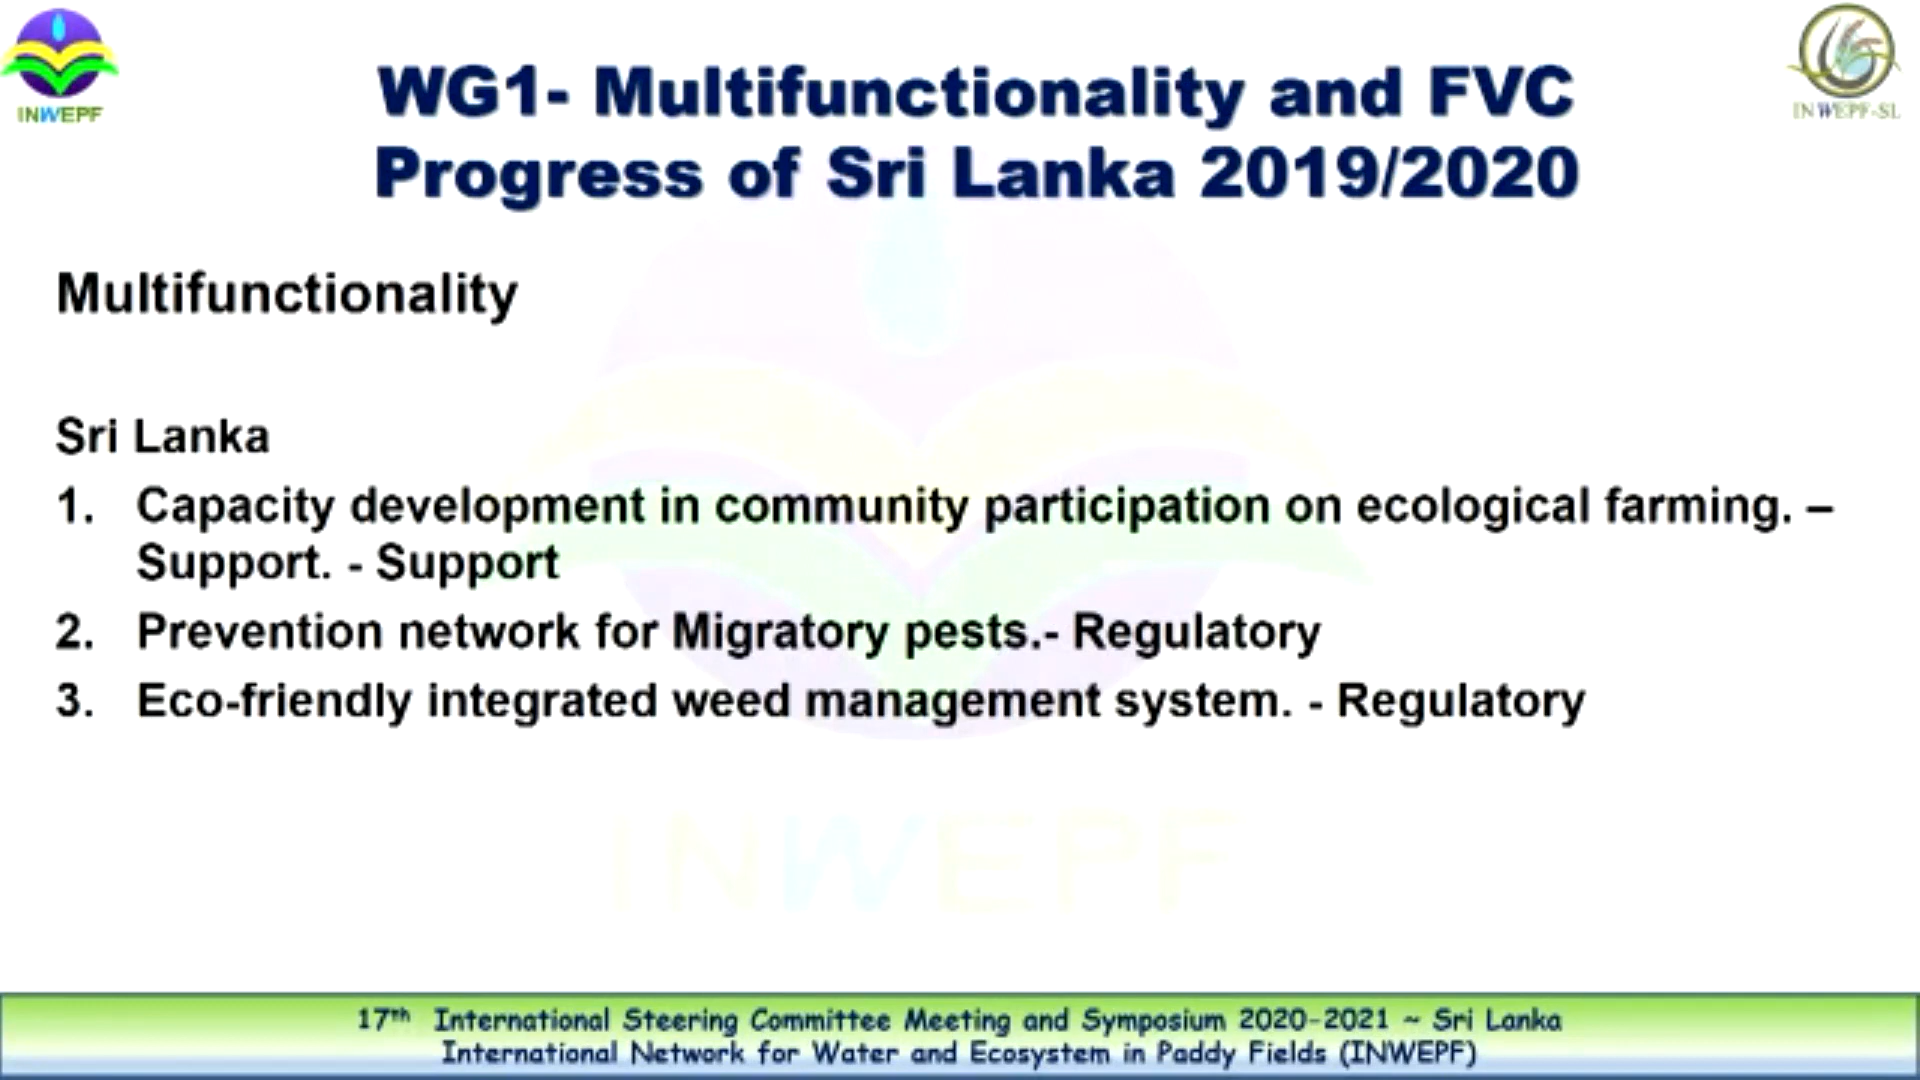 INWEPF
INWEPF-SL
WG1- Multifunctionality and FVC
Progress of Sri Lanka 2019/2020
Multifunctionality
Sri Lanka
1. Capacity development in community participation on ecological farming. –
Support. - Support
2. Prevention network for Migratory pests.- Regulatory
3. Eco-friendly integrated weed management system. - Regulatory
INWEPF
17th International Steering Committee Meeting and Symposium 2020-2021 ~ Sri Lanka
International Network for Water and Ecosystem in Paddy Fields (INWEPF)